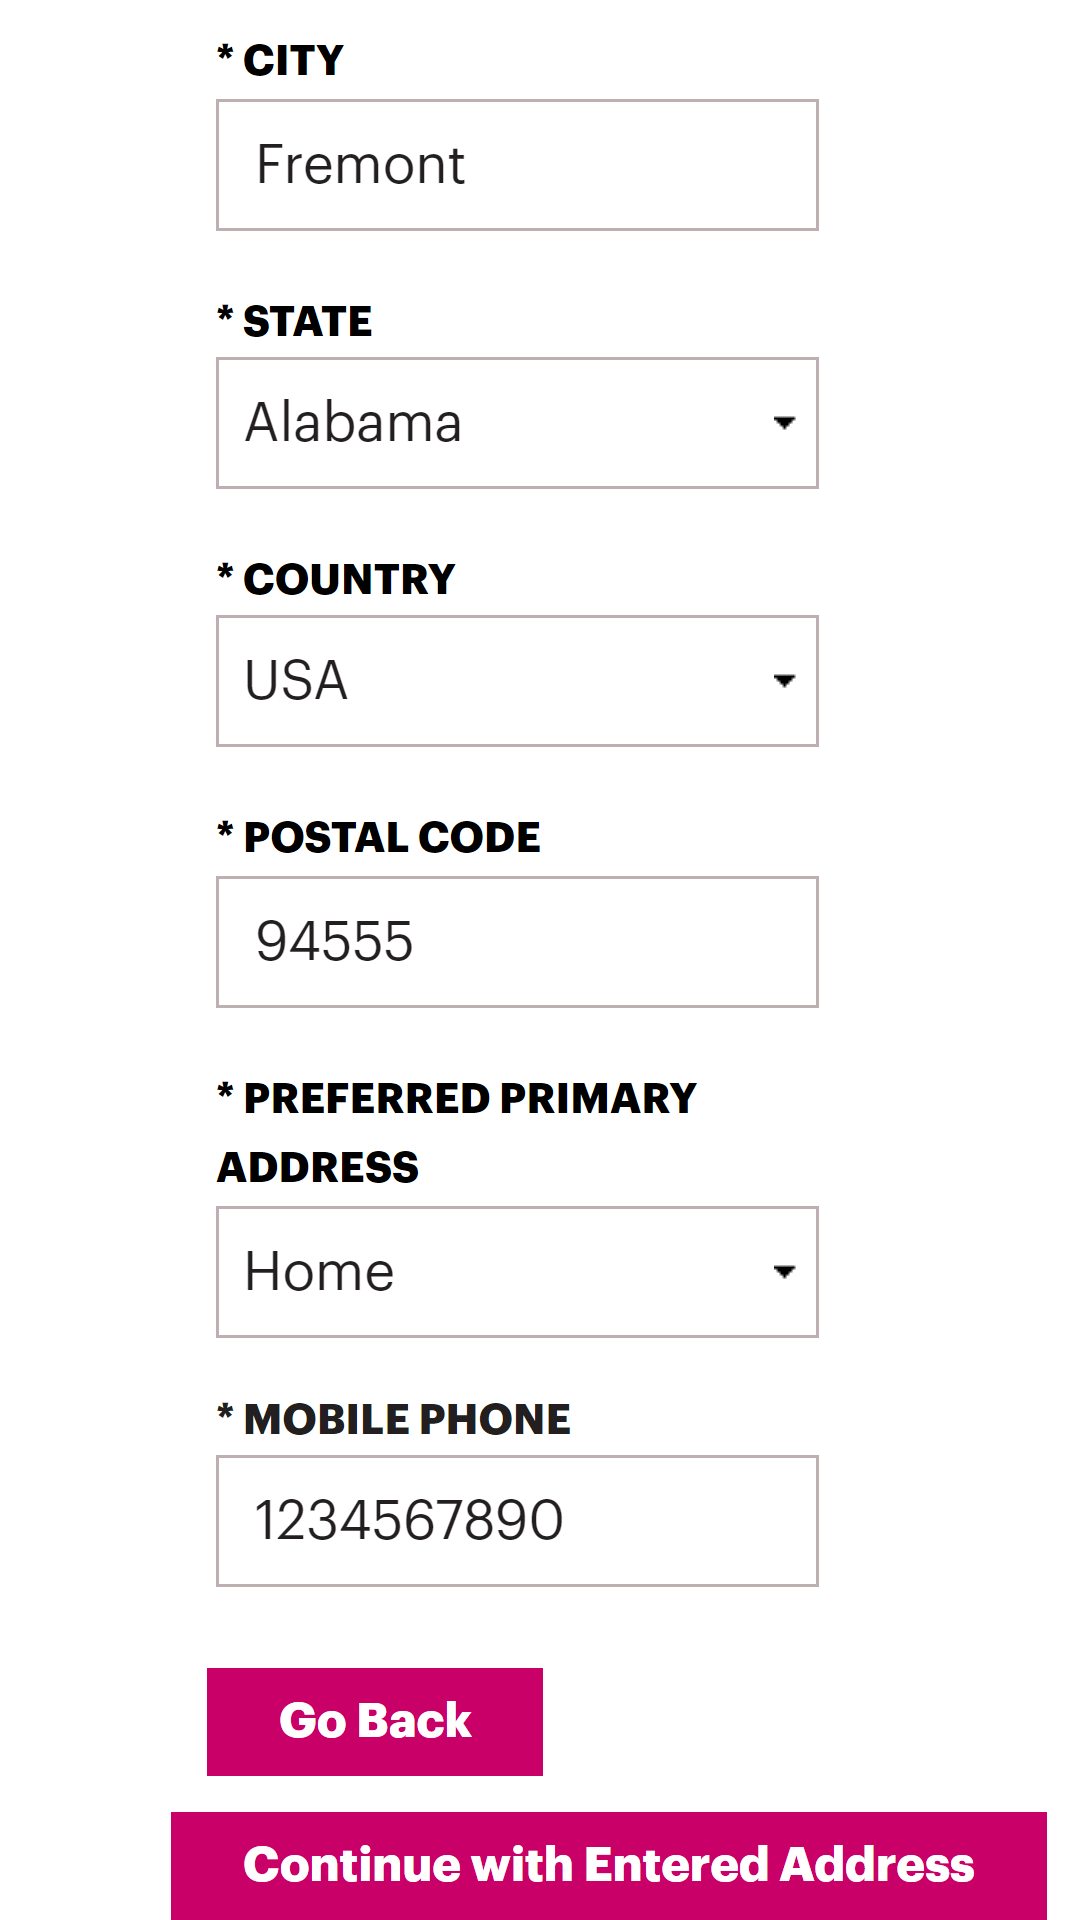 * CITY
Fremont
* STATE
Alabama
* COUNTRY
USA
* POSTAL CODE
94555
* PREFERRED PRIMARY
ADDRESS
Home
* MOBILE PHONE
1234567890
Go Back
Continue with Entered Address